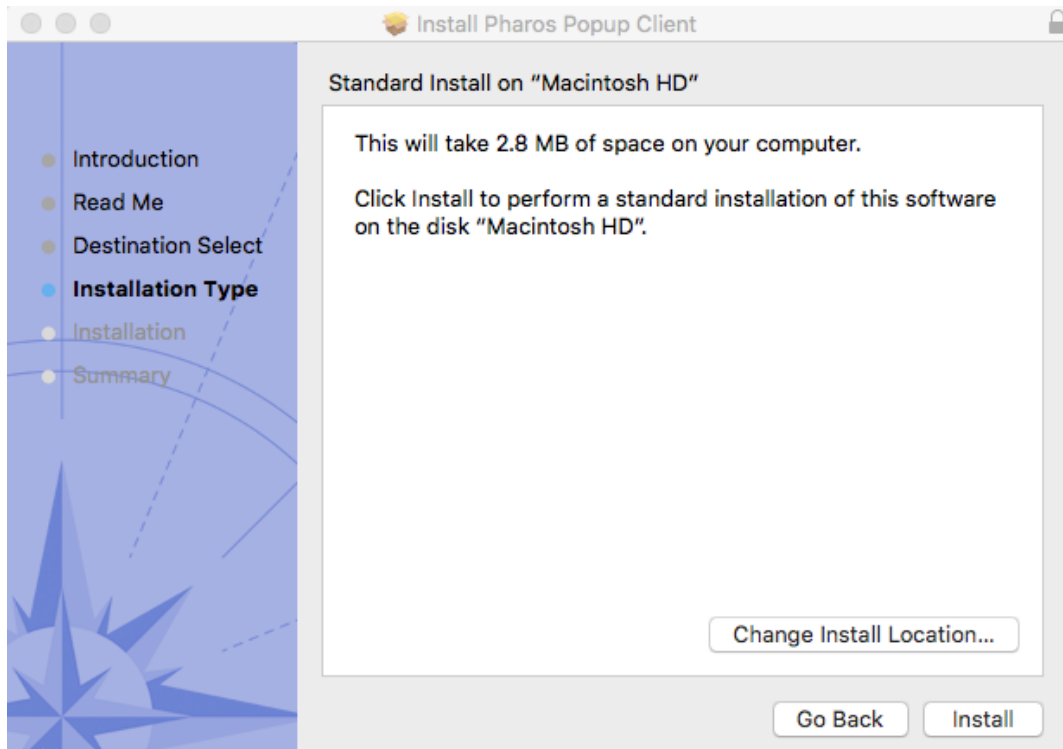 Install Pharos Popup Client
Standard Install on “Macintosh HD”
Introduction
Read Me
Destination Select
Installation Type
Installation
Summary
This will take 2.8 MB of space on your computer.
Click Install to perform a standard installation of this software
on the disk “Macintosh HD”.
Change Install Location...
Go Back
Install